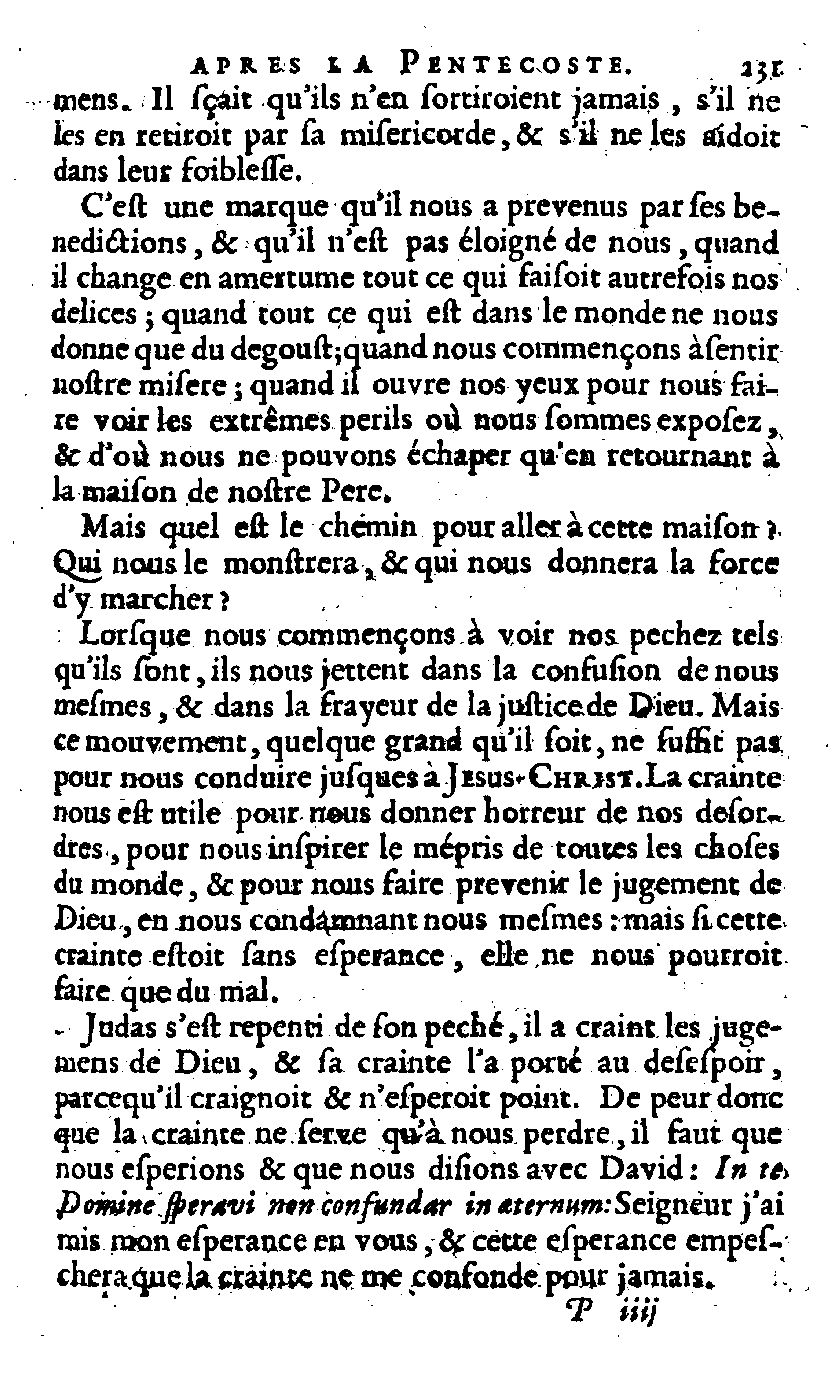 APRES LA PENTECOSTE. 231
mens. Il ſçait qu'ils n'en ſortiroient jamais, s'il ne
les en retiroit par ſa miſericorde, & s'il ne les aidoit
dans leur foibleſſe.
C'eſt une marque qu'il nous a prevenus par ſes be-
nedictions, & qu'il n'eſt pas éloigné de nous, quand
il change en amertume tout ce qui faiſoit autrefois nos
delices; quand tout ce qui eſt dans le monde ne nous
donne que du degouſt; quand nous commençons à ſentir
noſtre miſere; quand il ouvre nos yeux pour nous fai-
re voir les extrêmes perils où nous ſommes expoſez,
& d'où nous ne pouvons échaper qu'en retournant à
la maiſon de noſtre Pere.
Mais quel eſt le chemin pour aller à cette maiſon?
Qui nous le monſtrera, & qui nous donnera la force
d'y marcher?
Lorſque nous commençons à voir nos pechez tels
qu'ils ſont, ils nous jettent dans la confuſion de nous
meſmes, & dans la frayeur de la juſtice de Dieu. Mais
ce mouvement, quelque grand qu'il ſoit, ne ſuffit pas
pour nous conduire juſques à JESUS-CHRIST. La crainte
nous eſt utile pour nous donner horreur de nos deſor-
dres, pour nous inſpirer le mépris de toutes les choſes
du monde, & pour nous faire prevenir le jugement de
Dieu, en nous condamnant nous meſmes: mais ſi cette
crainte eſtoit ſans eſperance, elle ne nous pourroit
faire que du mal.
Judas s'eſt repenti de ſon peché, il a craint les juge-
mens de Dieu, & ſa crainte l'a porté au deſeſpoir,
parcequ'il craignoit & n'eſperoit point. De peur donc
que la crainte ne ſerve qu'à nous perdre, il faut que
nous eſperions & que nous diſions avec David: In te
Domine ſperavi non confundar in æternum: Seigneur j'ai
mis mon eſperance en vous, & cette eſperance empeſ-
chera que la crainte ne me confonde pour jamais.
P iiij